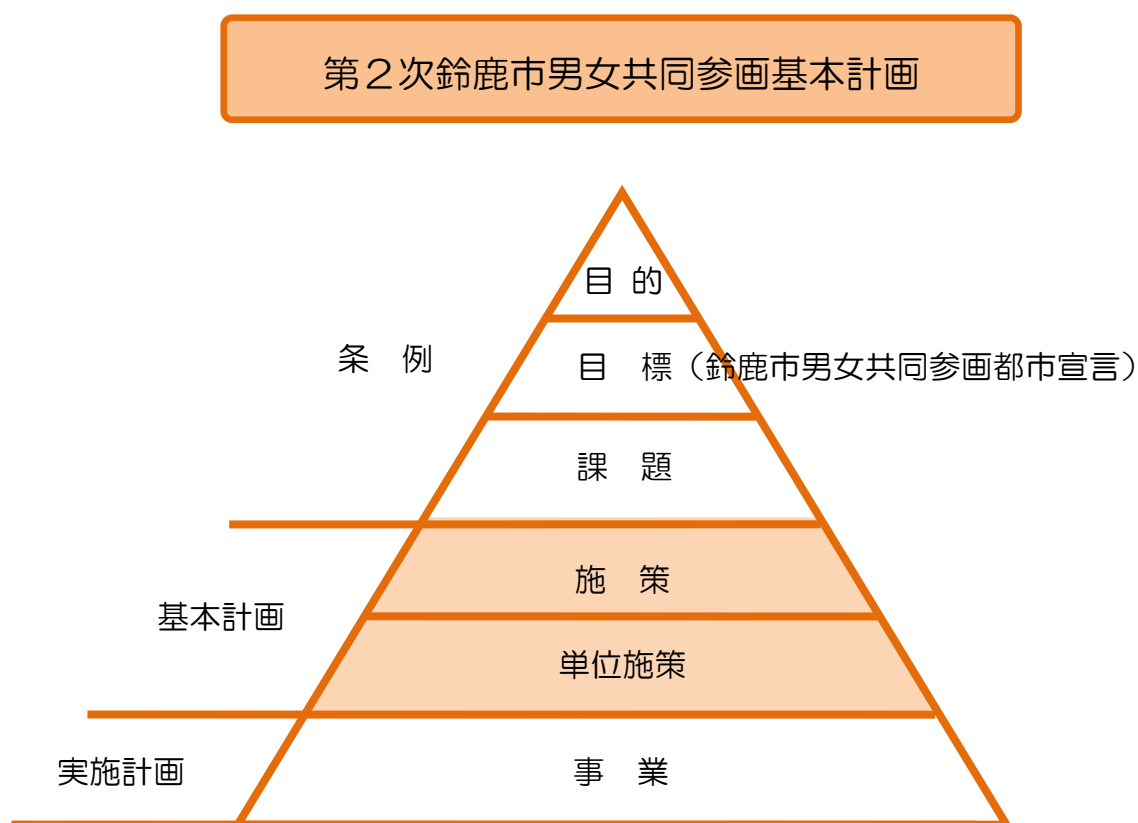 第２次鈴鹿市男女共同参画基本計画
目 的
条　例
目　標（鈴鹿市男女共同参画都市宣言）
課　題
施　策
基本計画
単位施策
実施計画
事　業